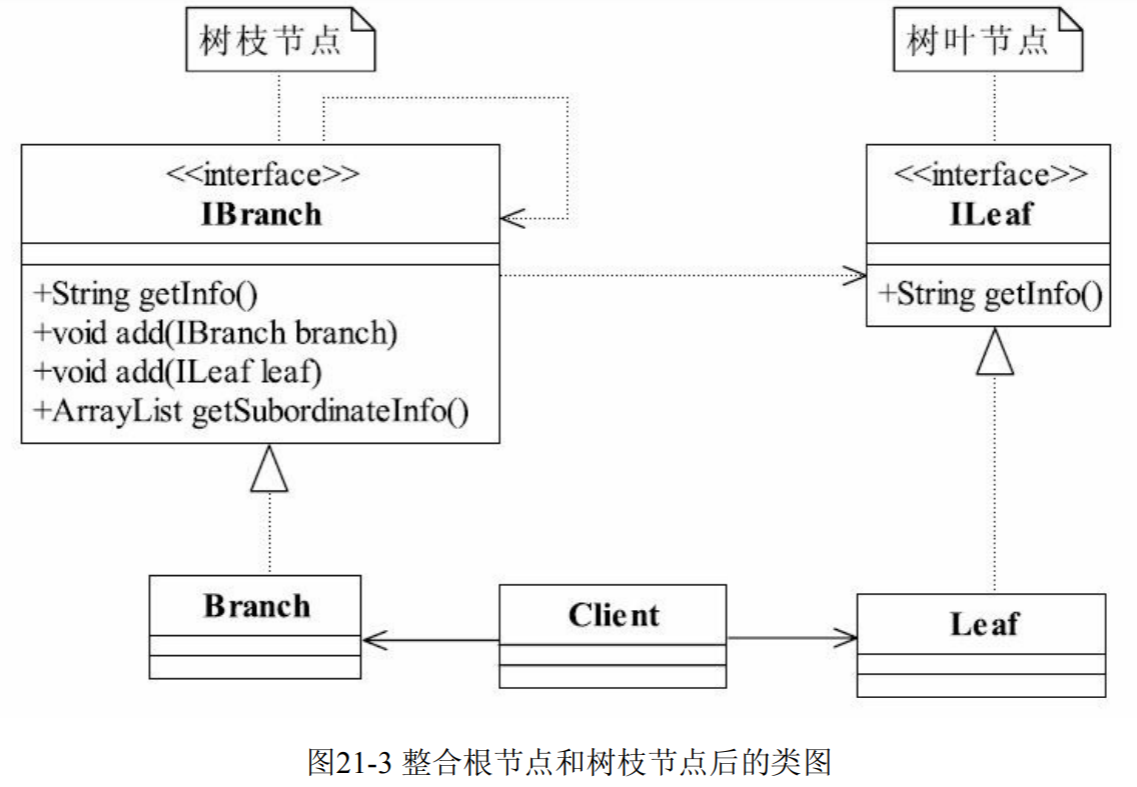 树枝节点
树叶节点
<<interface>>
IBranch
+String getInfo()
+void add(IBranch branch)
+void add(ILeaf leaf)
+ArrayList getSubordinateInfo()
<<interface>>
ILeaf
+String getInfo()
Branch
Client
Leaf
图21-3 整合根节点和树枝节点后的类图